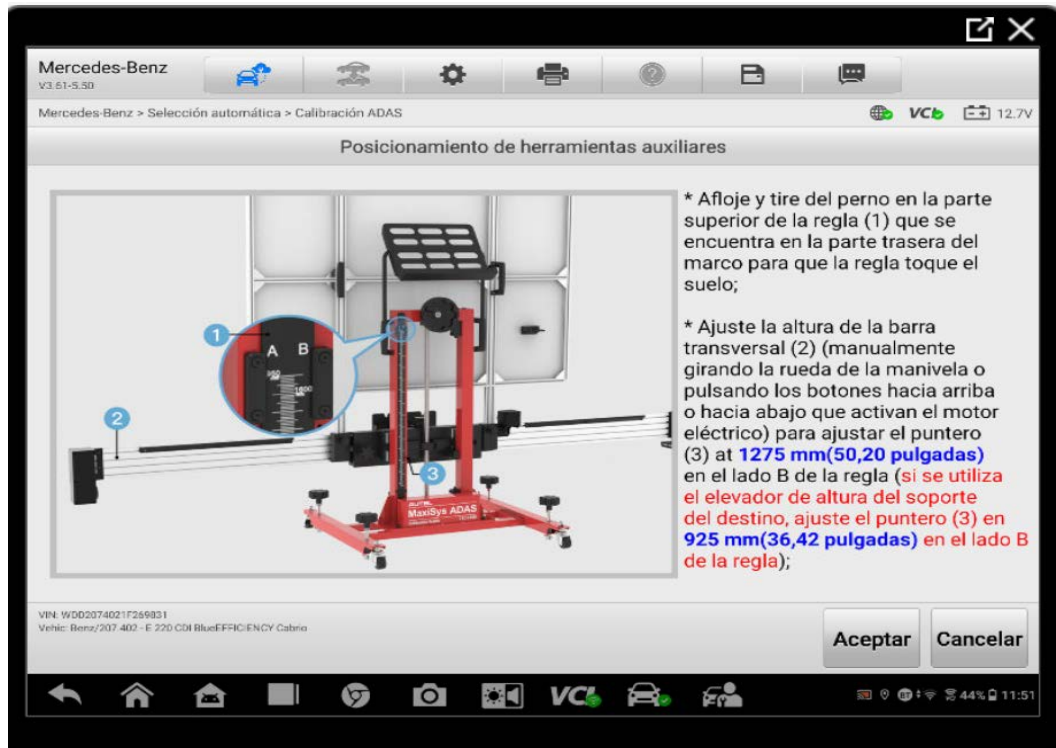 Mercedes-Benz
V3.61-5.50
Mercedes-Benz > Selección automática > Calibración ADAS
VCI
12.7V
Posicionamiento de herramientas auxiliares
1
A B
2
3
AUTEL
MaxiSys ADAS
* Afloje y tire del perno en la parte
superior de la regla (1) que se
encuentra en la parte trasera del
marco para que la regla toque el
suelo;
* Ajuste la altura de la barra
transversal (2) (manualmente
girando la rueda de la manivela o
pulsando los botones hacia arriba
o hacia abajo que activan el motor
eléctrico) para ajustar el puntero
(3) at 1275 mm(50,20 pulgadas)
en el lado B de la regla (si se utiliza
el elevador de altura del soporte
del destino, ajuste el puntero (3) en
925 mm(36,42 pulgadas) en el lado B
de la regla);
VIN: WDD2074021F269831
Vehic: Benz/207.402 - E 220 CDI BlueEFFICIENCY Cabrio
Aceptar
Cancelar
VCI
44% 11:51